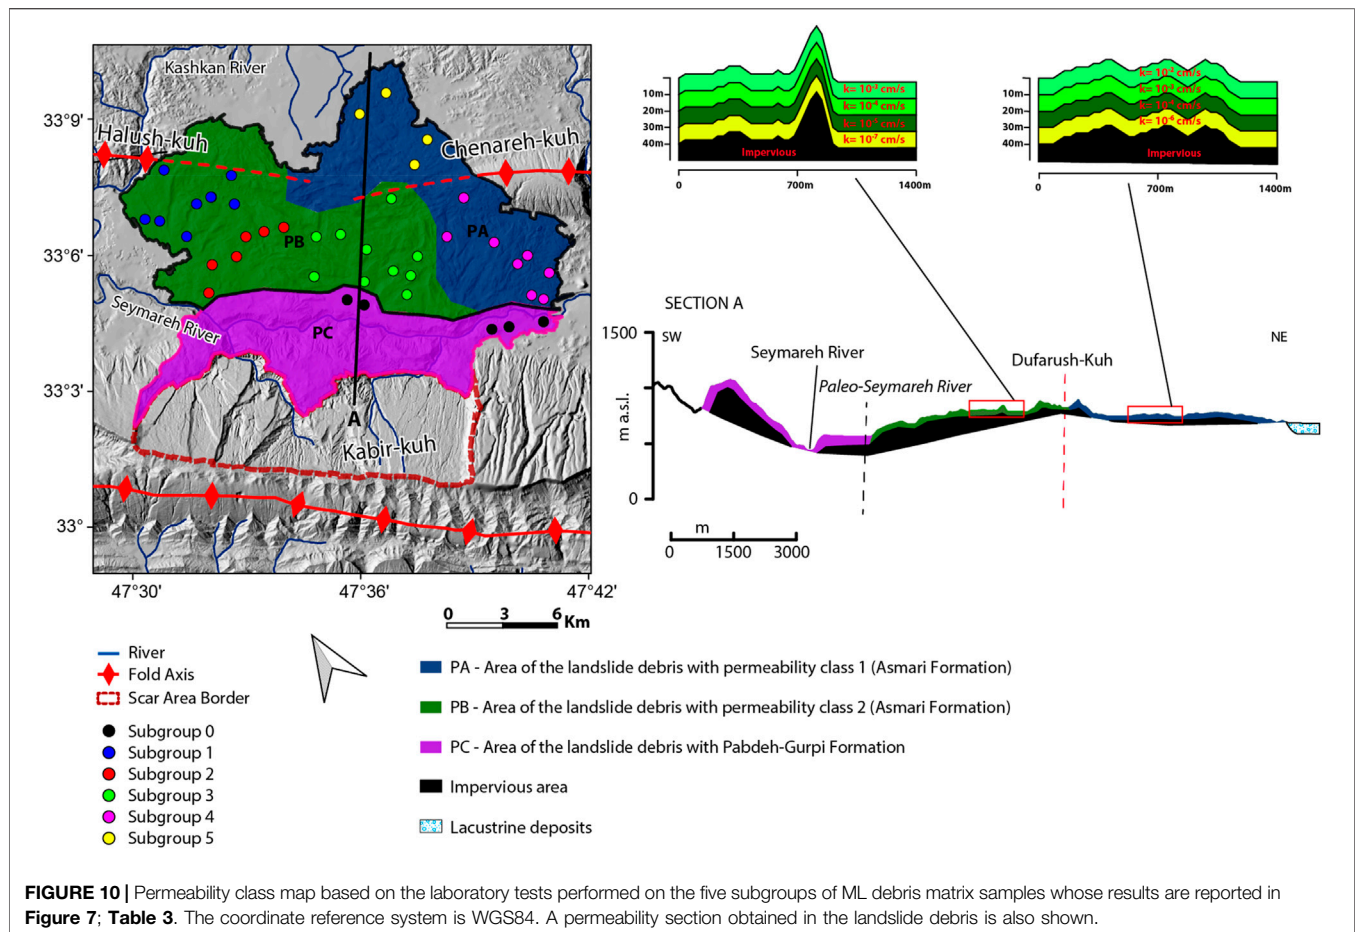 Kashkan River
Halush-kuh
Chenareh-kuh
PA
PB
PC
Seymareh River
A
Kabir-kuh
33°9'
33°6'
33°3'
33°
47°30'
47°36'
47°42'
0 3 6 Km
River
Fold Axis
Scar Area Border
Subgroup 0
Subgroup 1
Subgroup 2
Subgroup 3
Subgroup 4
Subgroup 5
10m
20m
30m
40m
k= 10⁻³ cm/s
k= 10⁻⁴ cm/s
k= 10⁻⁷ cm/s
Impervious
0 700m 1400m
10m
20m
30m
40m
k= 10⁻² cm/s
k= 10⁻³ cm/s
k= 10⁻⁶ cm/s
Impervious
0 700m 1400m
SECTION A
1500
SW
NE
Seymareh River
Paleo-Seymareh River
Dufarush-Kuh
m a.s.l.
0
m
0 1500 3000
PA - Area of the landslide debris with permeability class 1 (Asmari Formation)
PB - Area of the landslide debris with permeability class 2 (Asmari Formation)
PC - Area of the landslide debris with Pabdeh-Gurpi Formation
Impervious area
Lacustrine deposits
FIGURE 10 | Permeability class map based on the laboratory tests performed on the five subgroups of ML debris matrix samples whose results are reported in
Figure 7; Table 3. The coordinate reference system is WGS84. A permeability section obtained in the landslide debris is also shown.